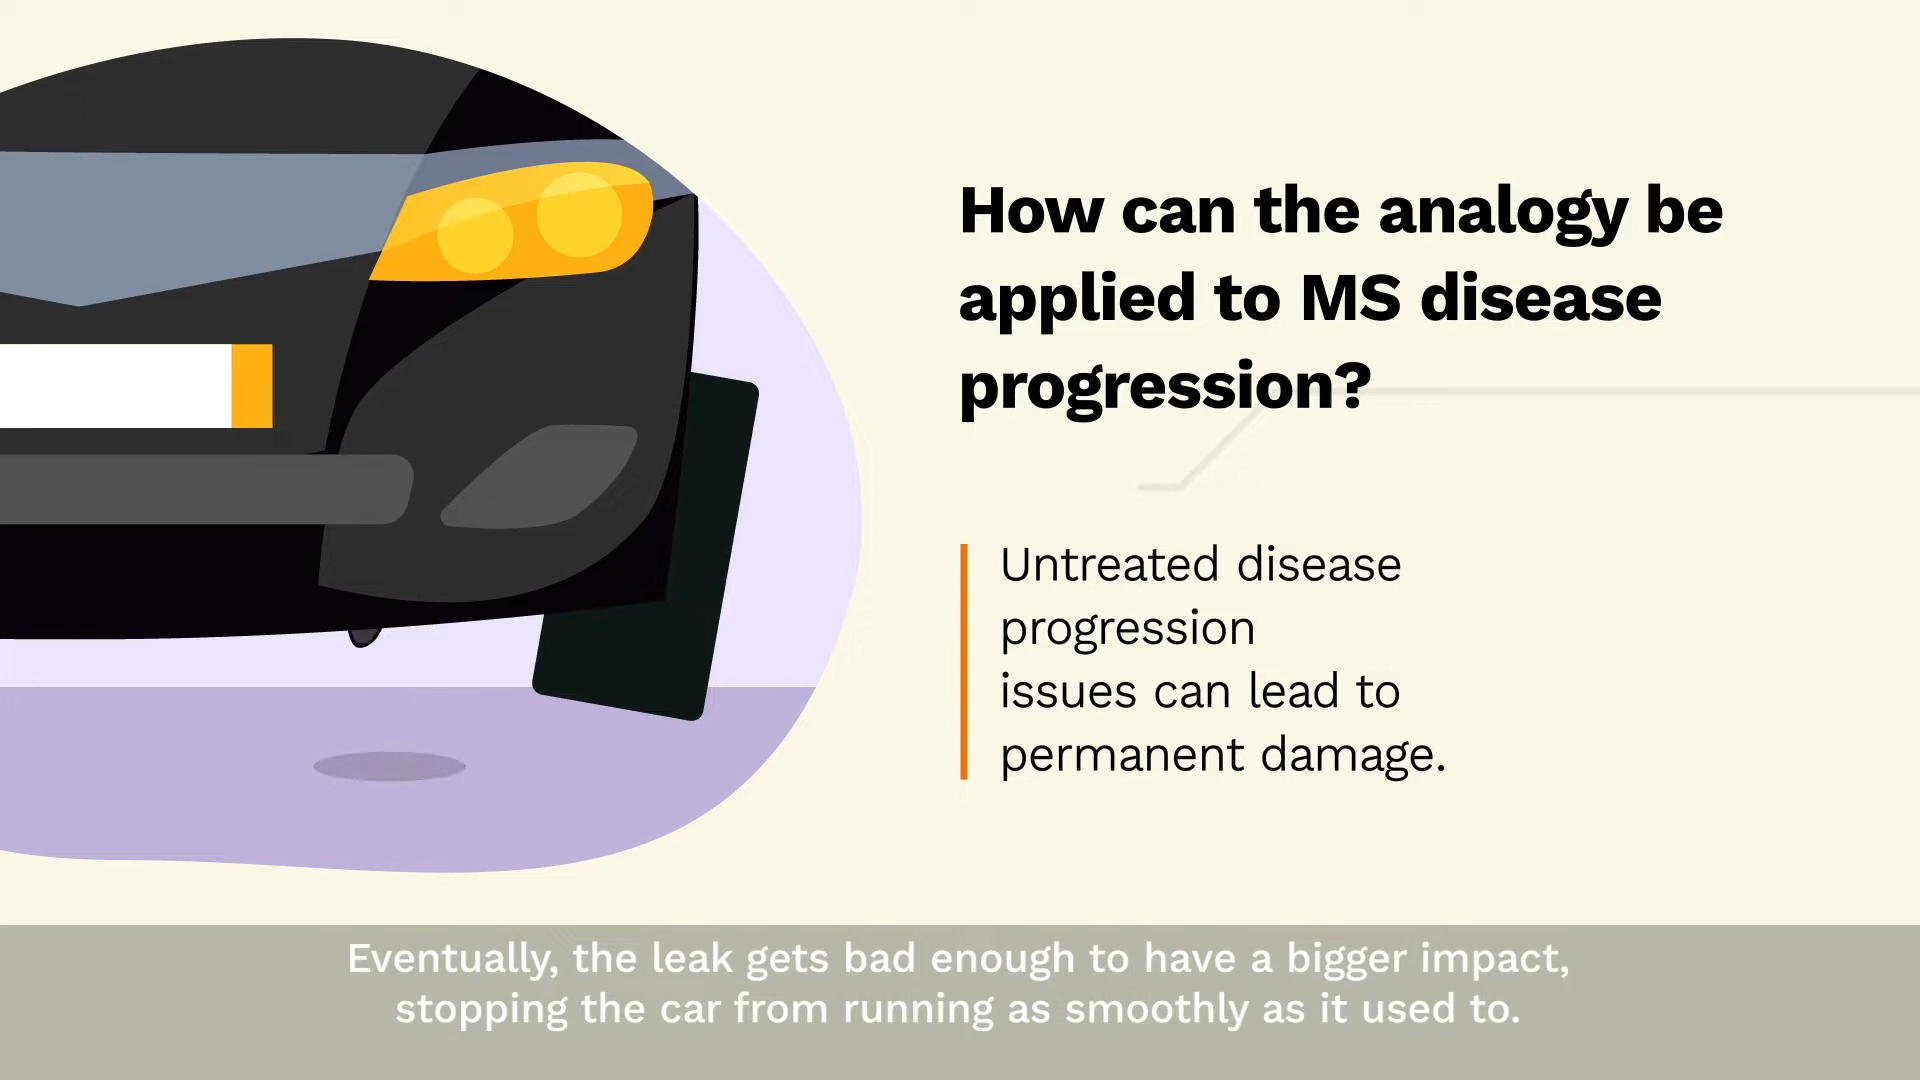 How can the analogy be
applied to MS disease
progression?
Untreated disease
progression
issues can lead to
permanent damage.
Eventually, the leak gets bad enough to have a bigger impact,
stopping the car from running as smoothly as it used to.